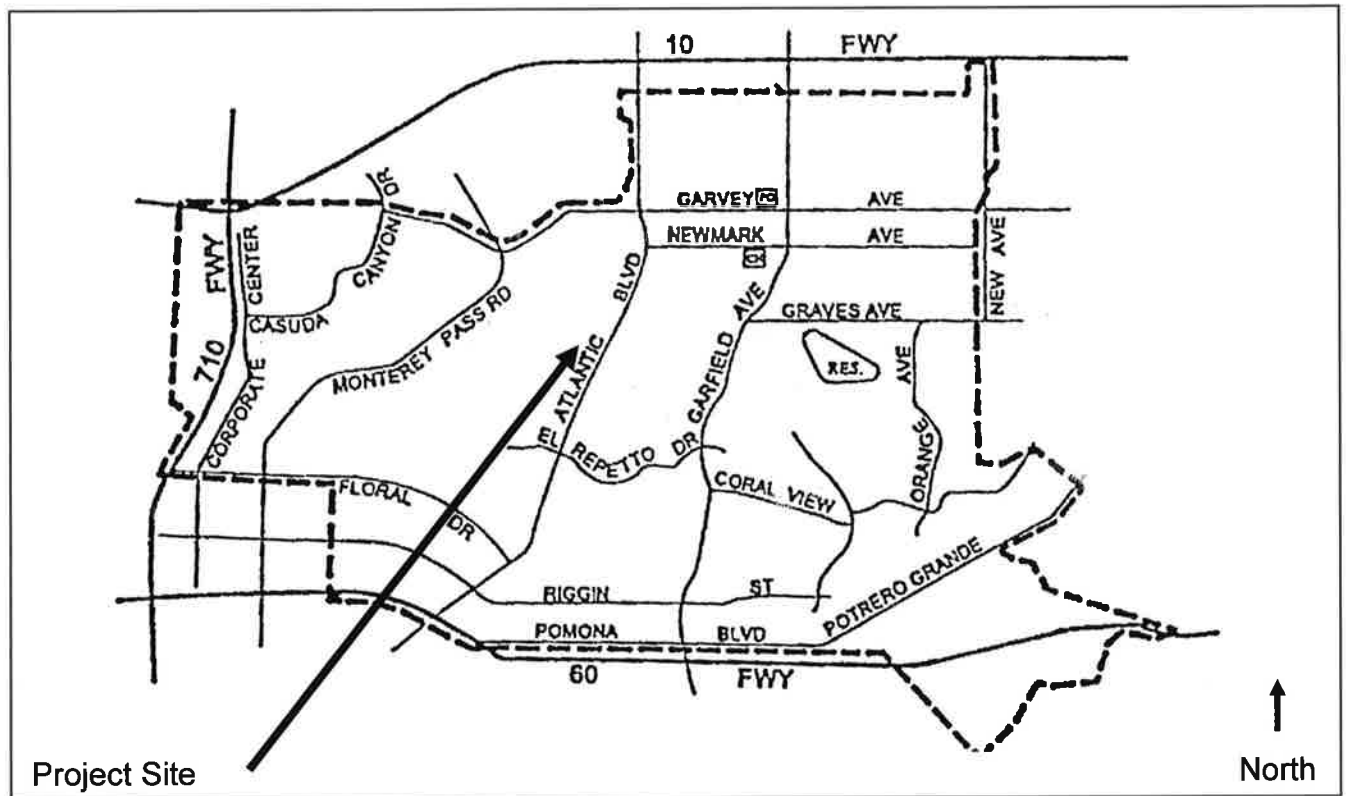 10 FWY
GARVEY PO AVE
NEWMARK AVE
CH
CANYON DR
FWY
710
CENTER
CORPORATE
CASUDA
MONTEREY PASS RD
BLVD
ATLANTIC
GARFIELD AVE
GRAVES AVE
NEW AVE
RES.
ORANGE AVE
EL REPETTO DR
CORAL VIEW
FLORAL DR
RIGGIN ST
POTRERO GRANDE
POMONA BLVD
60 FWY
Project Site
North